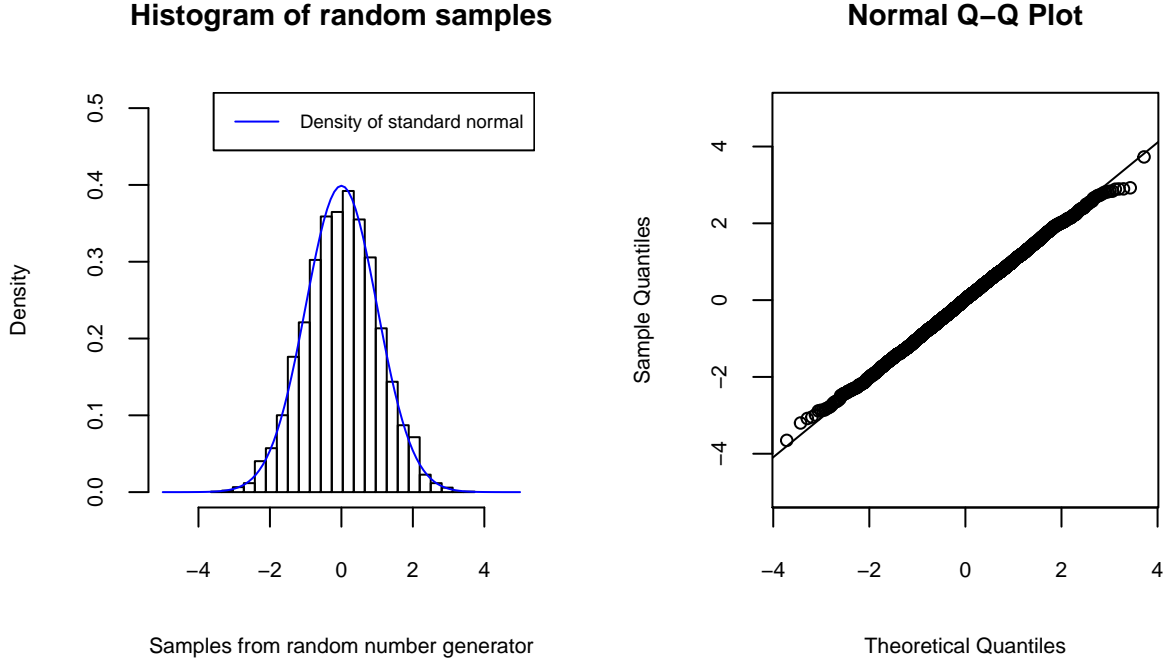 Histogram of random samples
Density of standard normal
0.5
0.4
0.3
0.2
0.1
0.0
Density
−4 −2 0 2 4
Samples from random number generator
Normal Q−Q Plot
4
2
0
−2
−4
Sample Quantiles
−4 −2 0 2 4
Theoretical Quantiles